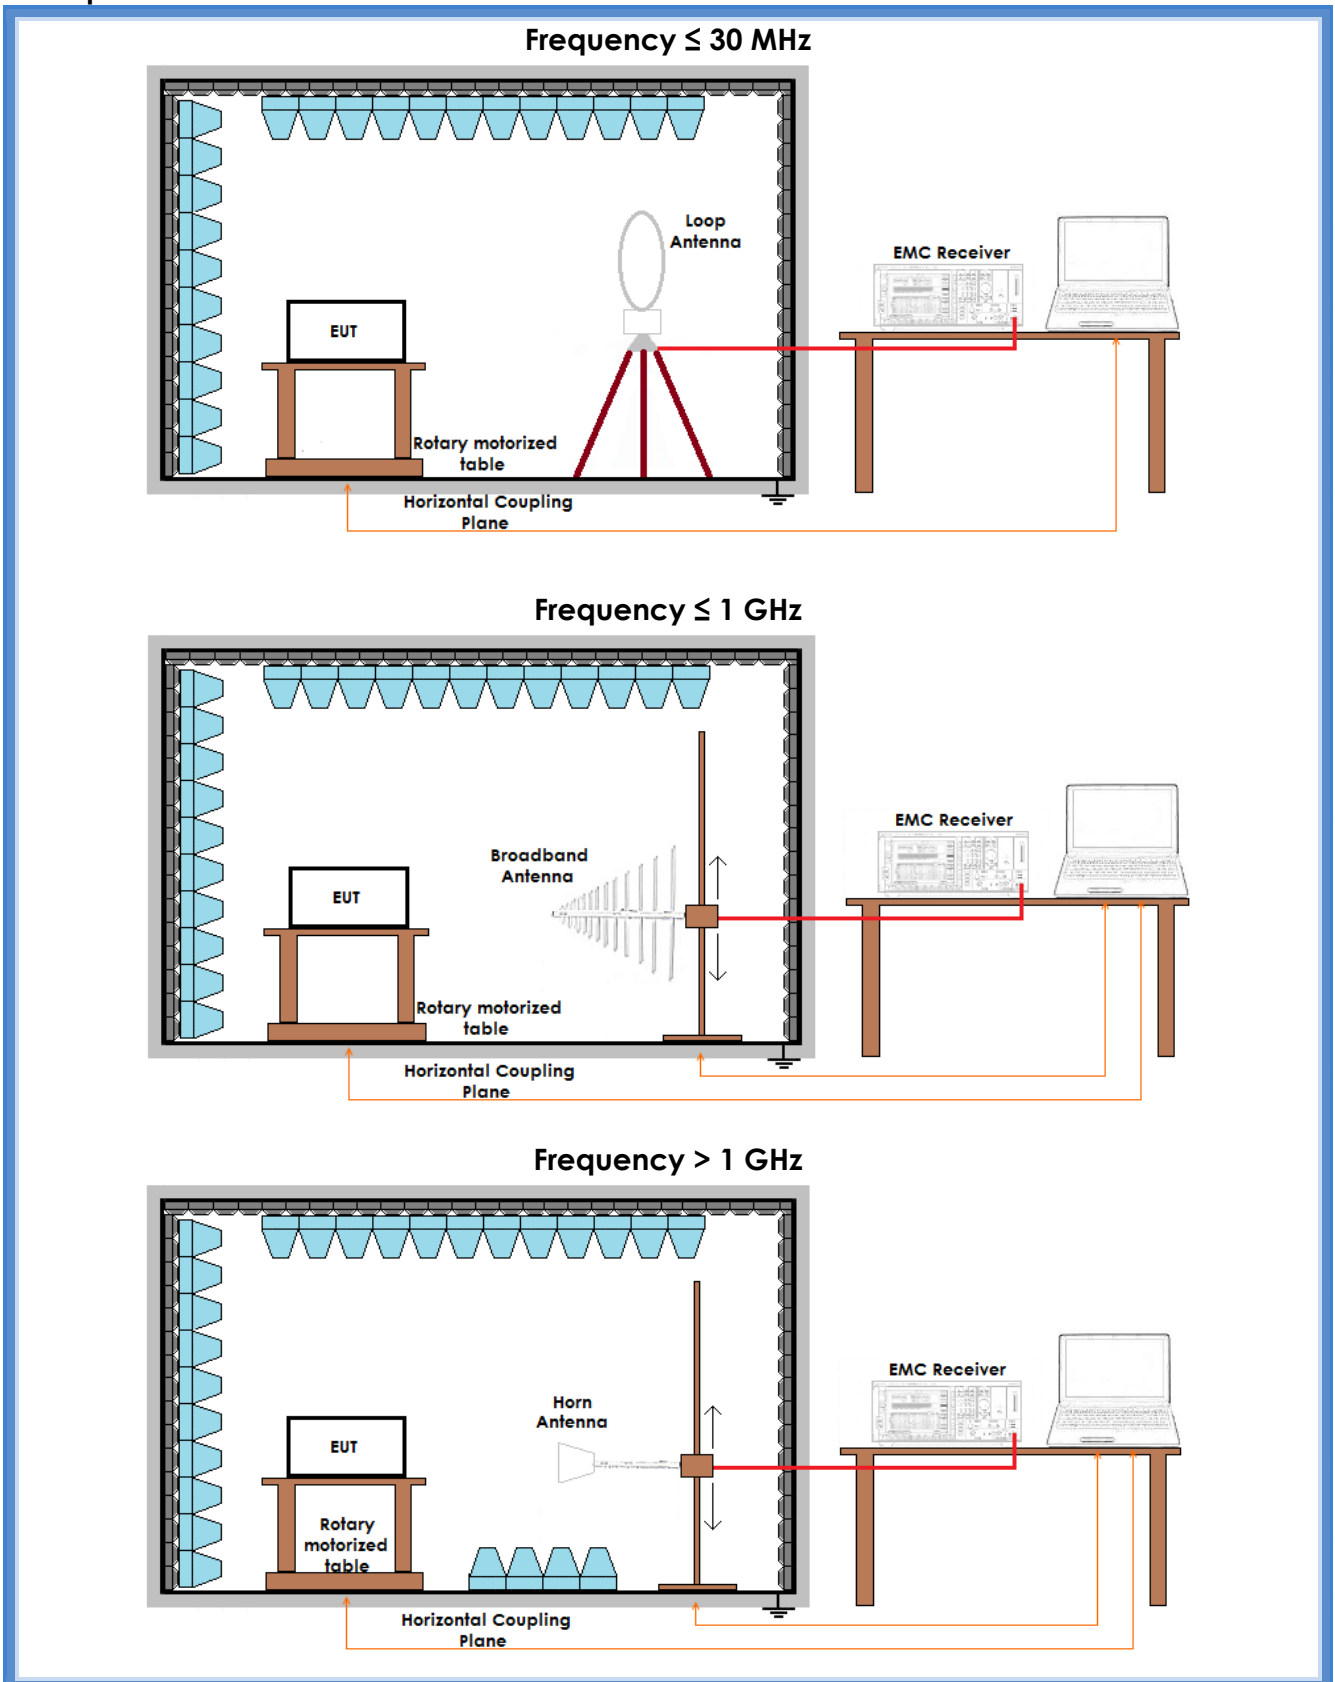 Frequency ≤ 30 MHz
Loop
Antenna
EMC Receiver
EUT
Rotary motorized
table
Horizontal Coupling
Plane
Frequency ≤ 1 GHz
EMC Receiver
Broadband
Antenna
EUT
Rotary motorized
table
Horizontal Coupling
Plane
Frequency > 1 GHz
EMC Receiver
Horn
Antenna
EUT
Rotary
motorized
table
Horizontal Coupling
Plane